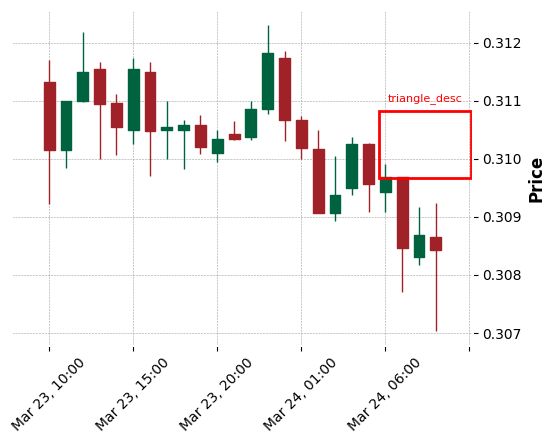 0.312
triangle_desc
0.311
0.310
0.309
0.308
0.307
Price
Mar 23, 10:00
Mar 23, 15:00
Mar 23, 20:00
Mar 24, 01:00
Mar 24, 06:00